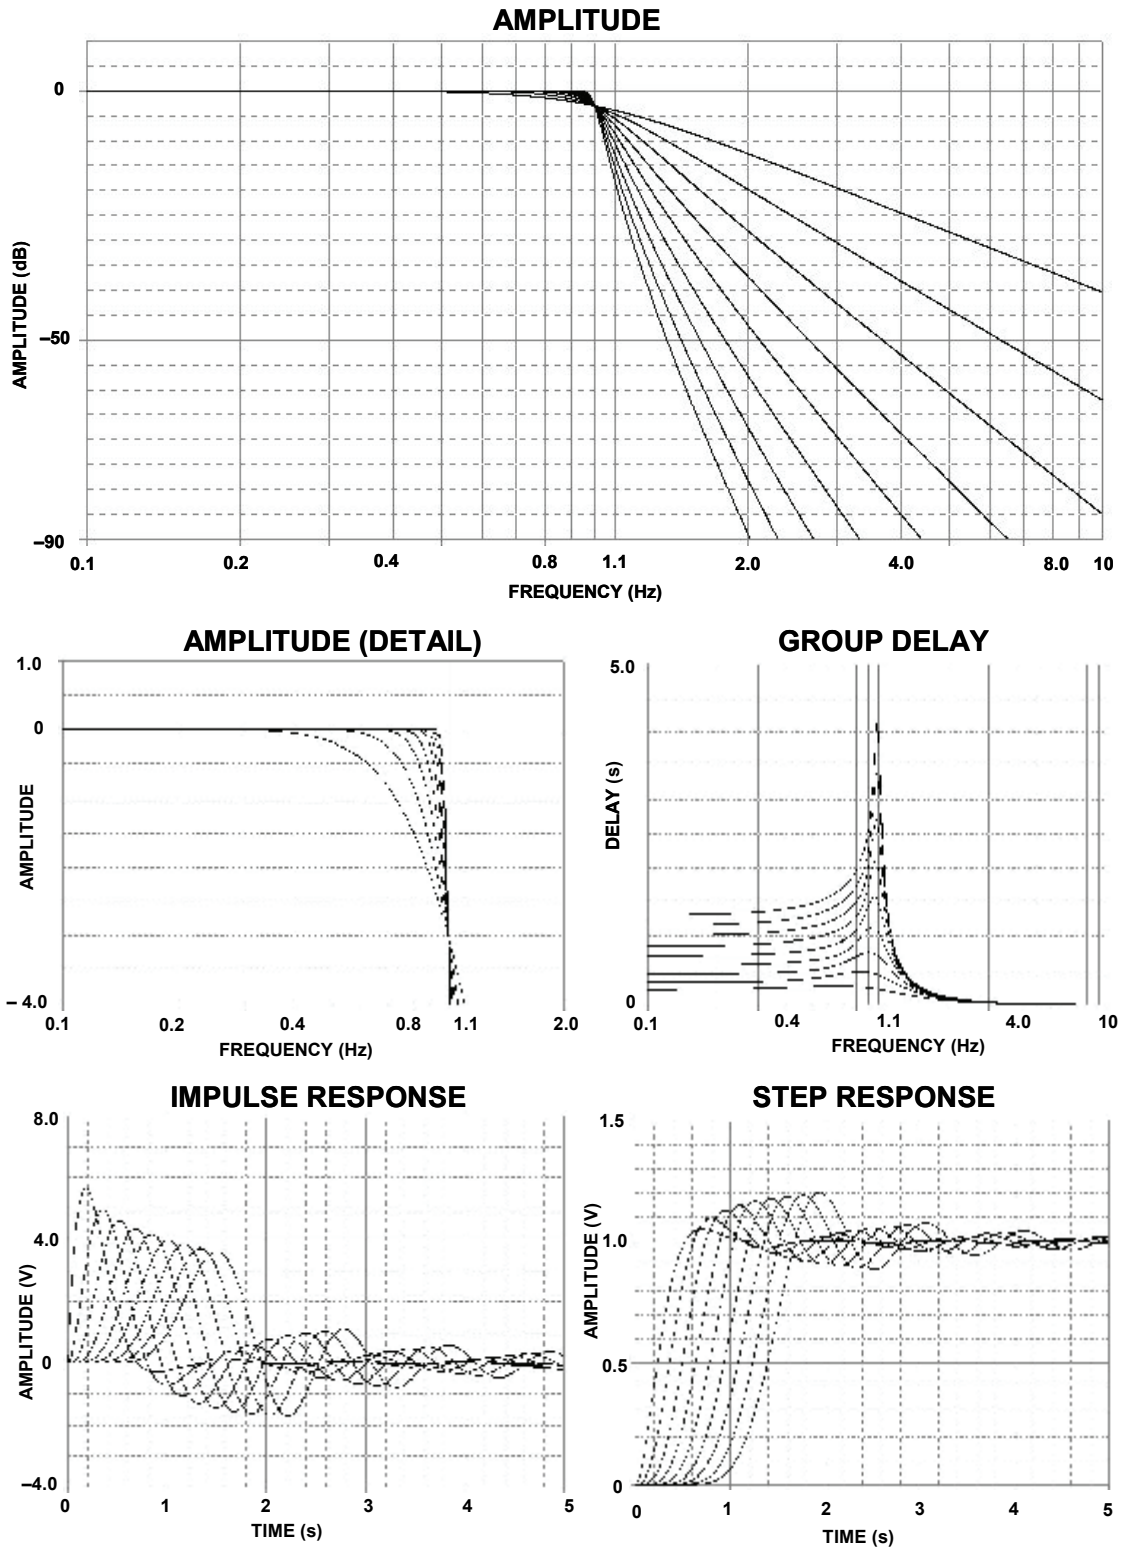 AMPLITUDE
0
–50
–90
AMPLITUDE (dB)
0.1 0.2 0.4 0.8 1.1 2.0 4.0 8.0 10
FREQUENCY (Hz)
AMPLITUDE (DETAIL)
1.0
0
– 4.0
AMPLITUDE
0.1 0.2 0.4 0.8 1.1 2.0
FREQUENCY (Hz)
GROUP DELAY
5.0
0
DELAY (s)
0.1 0.4 1.1 4.0 10
FREQUENCY (Hz)
IMPULSE RESPONSE
8.0
4.0
0
–4.0
AMPLITUDE (V)
0 1 2 3 4 5
TIME (s)
STEP RESPONSE
1.5
1.0
0.5
0
AMPLITUDE (V)
0 1 2 3 4 5
TIME (s)